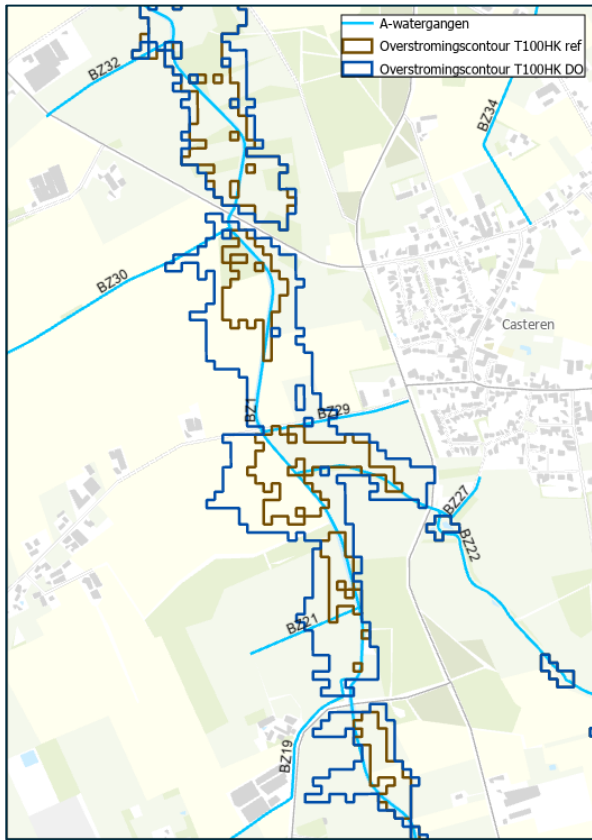 A-watergangen
Overstromingscontour T100HK ref
Overstromingscontour T100HK DO
BZ32
BZ34
BZ30
Casteren
BZ1
BZ29
BZ27
BZ22
BZ21
BZ19